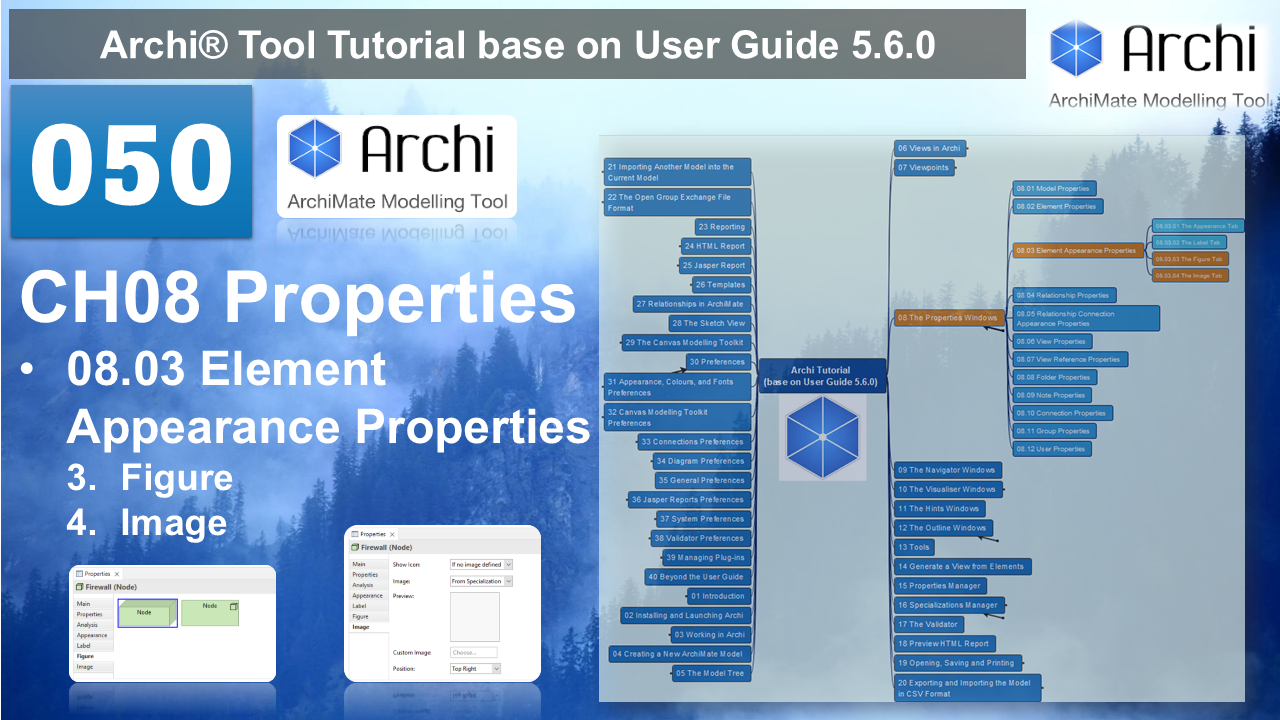 Archi® Tool Tutorial base on User Guide 5.6.0
Archi
ArchiMate Modelling Tool
050
Archi
ArchiMate Modelling Tool
CH08 Properties
• 08.03 Element
Appearance Properties
3. Figure
4. Image
Properties
Firewall (Node)
Main
Properties
Analysis
Appearance
Label
Figure
Image
Node
Node
Properties
Firewall (Node)
Main
Properties
Analysis
Appearance
Label
Figure
Image
Show Icon:
If no image defined
Image:
From Specialization
Preview:
Custom Image
Choose...
Position:
Top Right
21 Importing Another Model into the
Current Model
22 The Open Group Exchange File
Format
23 Reporting
24 HTML Report
25 Jasper Report
26 Templates
27 Relationships in ArchiMate
28 The Sketch View
29 The Canvas Modelling Toolkit
30 Preferences
31 Appearance, Colours, and Fonts
Preferences
32 Canvas Modelling Toolkit
Preferences
33 Connections Preferences
34 Diagram Preferences
35 General Preferences
36 Jasper Reports Preferences
37 System Preferences
38 Validator Preferences
39 Managing Plug-ins
40 Beyond the User Guide
01 Introduction
02 Installing and Launching Archi
03 Working in Archi
04 Creating a New ArchiMate Model
05 The Model Tree
Archi Tutorial
(base on User Guide 5.6.0)
06 Views in Archi
07 Viewpoints
08 The Properties Windows
08.01 Model Properties
08.02 Element Properties
08.03 Element Appearance Properties
08.03.01 The Appearance Tab
08.03.02 The Label Tab
08.03.03 The Figure Tab
08.03.04 The Image Tab
08.04 Relationship Properties
08.05 Relationship Connection
Appearance Properties
08.06 View Properties
08.07 View Reference Properties
08.08 Folder Properties
08.09 Note Properties
08.10 Connection Properties
08.11 Group Properties
08.12 User Properties
09 The Navigator Windows
10 The Visualiser Windows
11 The Hints Windows
12 The Outline Windows
13 Tools
14 Generate a View from Elements
15 Properties Manager
16 Specializations Manager
17 The Validator
18 Preview HTML Report
19 Opening, Saving and Printing
20 Exporting and Importing the Model
in CSV Format